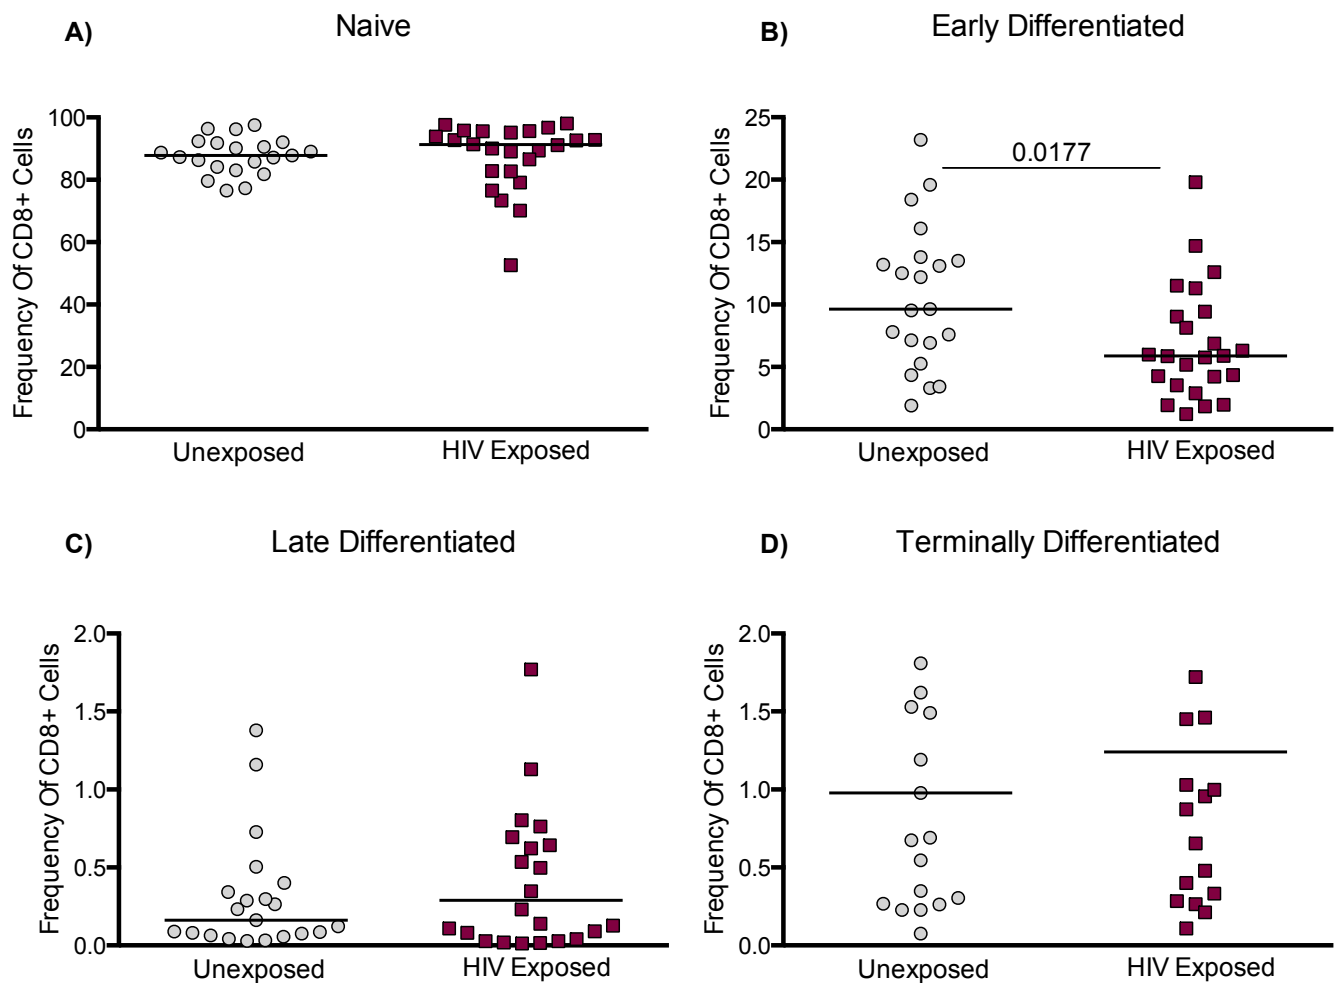 A) Naive
Frequency Of CD8+ Cells
100
80
60
40
20
0
Unexposed HIV Exposed
B) Early Differentiated
Frequency Of CD8+ Cells
25
20
15
10
5
0
0.0177
Unexposed HIV Exposed
C) Late Differentiated
Frequency Of CD8+ Cells
2.0
1.5
1.0
0.5
0.0
Unexposed HIV Exposed
D) Terminally Differentiated
Frequency Of CD8+ Cells
2.0
1.5
1.0
0.5
0.0
Unexposed HIV Exposed